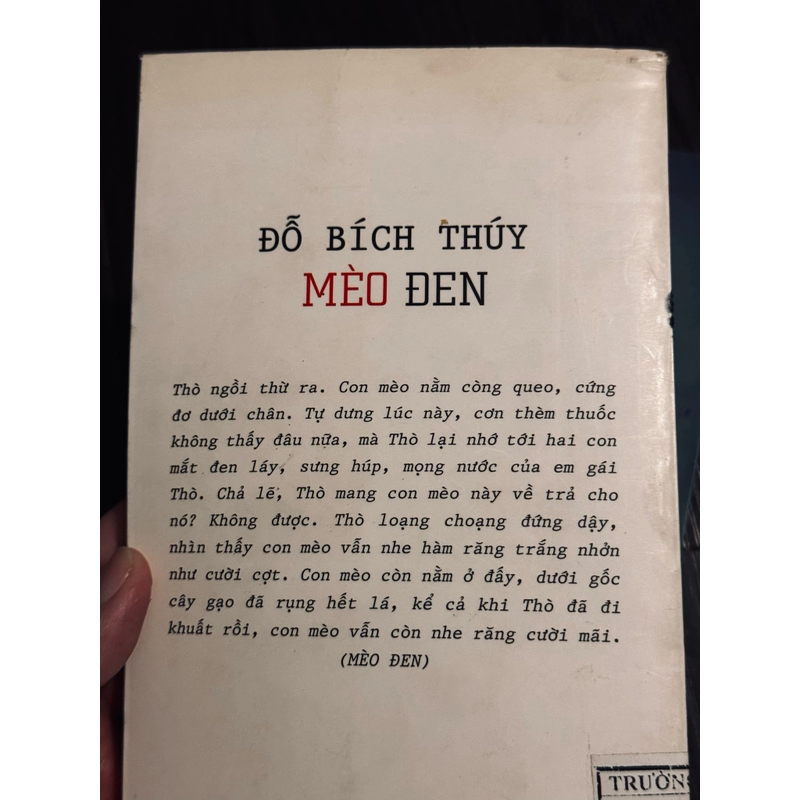 ĐỖ BÍCH THÚY
MÈO ĐEN
Thò ngồi thừ ra. Con mèo nằm còng queo, cứng
đơ dưới chân. Tự dưng lúc này, cơn thèm thuốc
không thấy đâu nữa, mà Thò lại nhớ tới hai con
mắt đen láy, sưng húp, mọng nước của em gái
Thò. Chả lẽ, Thò mang con mèo này về trả cho
nó? Không được. Thò loạng choạng đứng dậy,
nhìn thấy con mèo vẫn nhe hàm răng trắng nhởn
như cười cợt. Con mèo còn nằm ở đấy, dưới gốc
cây gạo đã rụng hết lá, kể cả khi Thò đã đi
khuất rồi, con mèo vẫn còn nhe răng cười mãi.
(MÈO ĐEN)
TRƯỜN